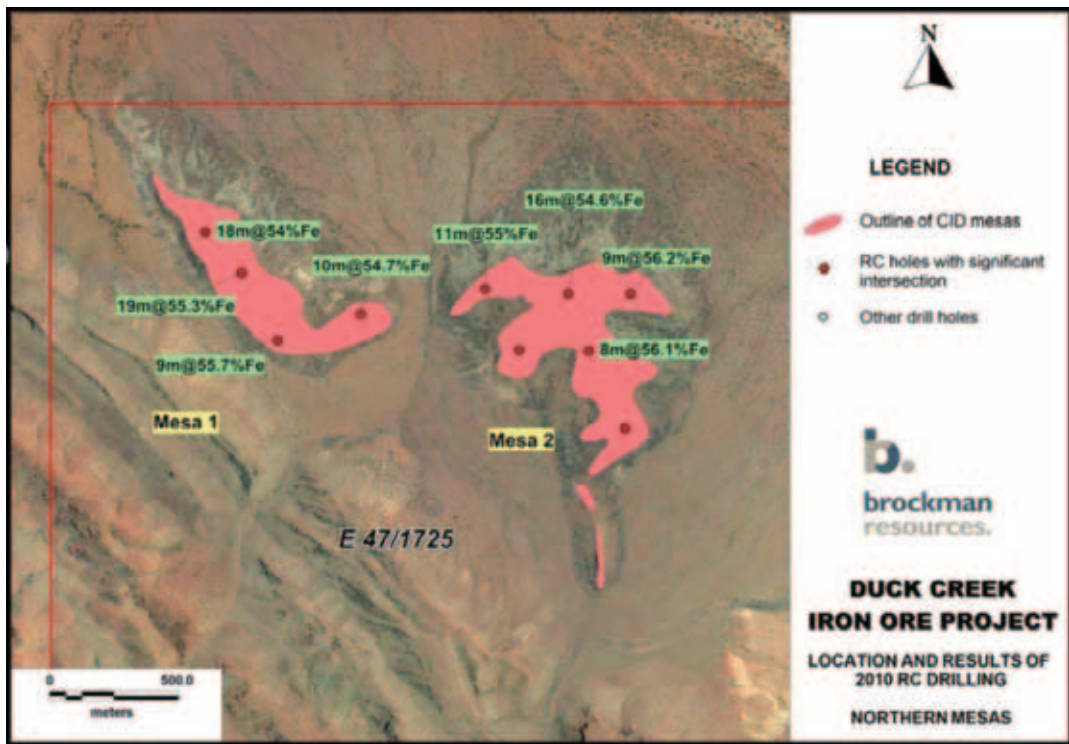 16m@54.6%Fe
11m@55%Fe
18m@54%Fe
9m@56.2%Fe
10m@54.7%Fe
19m@55.3%Fe
8m@56.1%Fe
9m@55.7%Fe
Mesa 1
Mesa 2
E 47/1725
0 500.0
meters
N
LEGEND
Outline of CID mesas
RC holes with significant
intersection
Other drill holes
b.
brockman
resources.
DUCK CREEK
IRON ORE PROJECT
LOCATION AND RESULTS OF
2010 RC DRILLING
NORTHERN MESAS